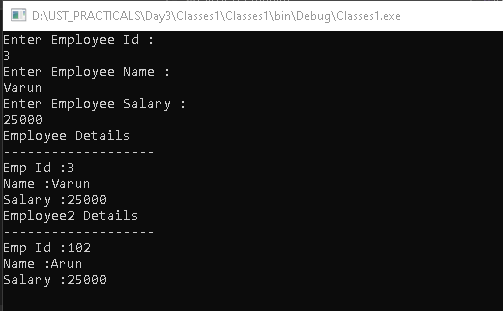 D:\UST_PRACTICALS\Day3\Classes1\Classes1\bin\Debug\Classes1.exe
Enter Employee Id :
3
Enter Employee Name :
Varun
Enter Employee Salary :
25000
Employee Details
-------------------
Emp Id :3
Name :Varun
Salary :25000
Employee2 Details
-------------------
Emp Id :102
Name :Arun
Salary :25000